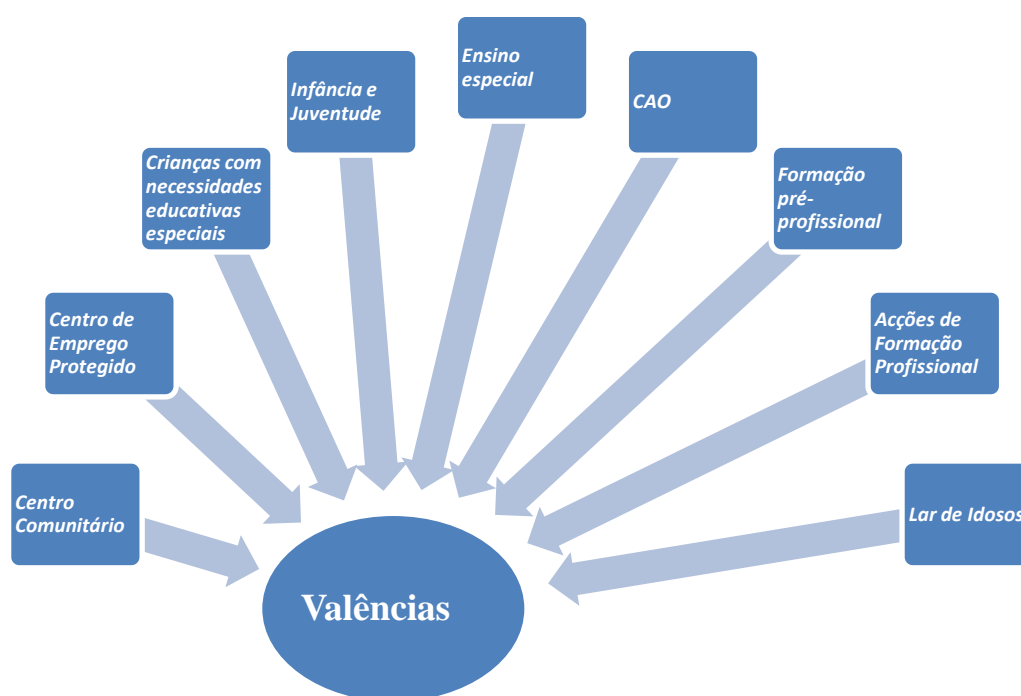 Ensino
especial
Infância e
Juventude
CAO
Crianças com
necessidades
educativas
especiais
Formação
pré-
profissional
Centro de
Emprego
Protegido
Acções de
Formação
Profissional
Centro
Comunitário
Lar de Idosos
Valências